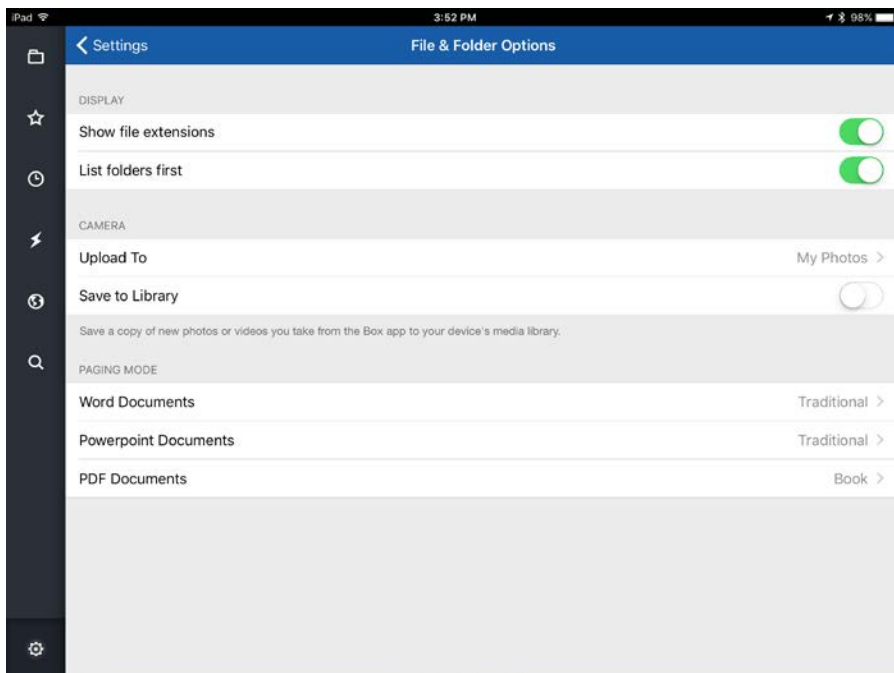 iPad 3:52 PM 98%
Settings File & Folder Options
DISPLAY
Show file extensions
List folders first
CAMERA
Upload To My Photos
Save to Library
Save a copy of new photos or videos you take from the Box app to your device's media library.
PAGING MODE
Word Documents Traditional
Powerpoint Documents Traditional
PDF Documents Book